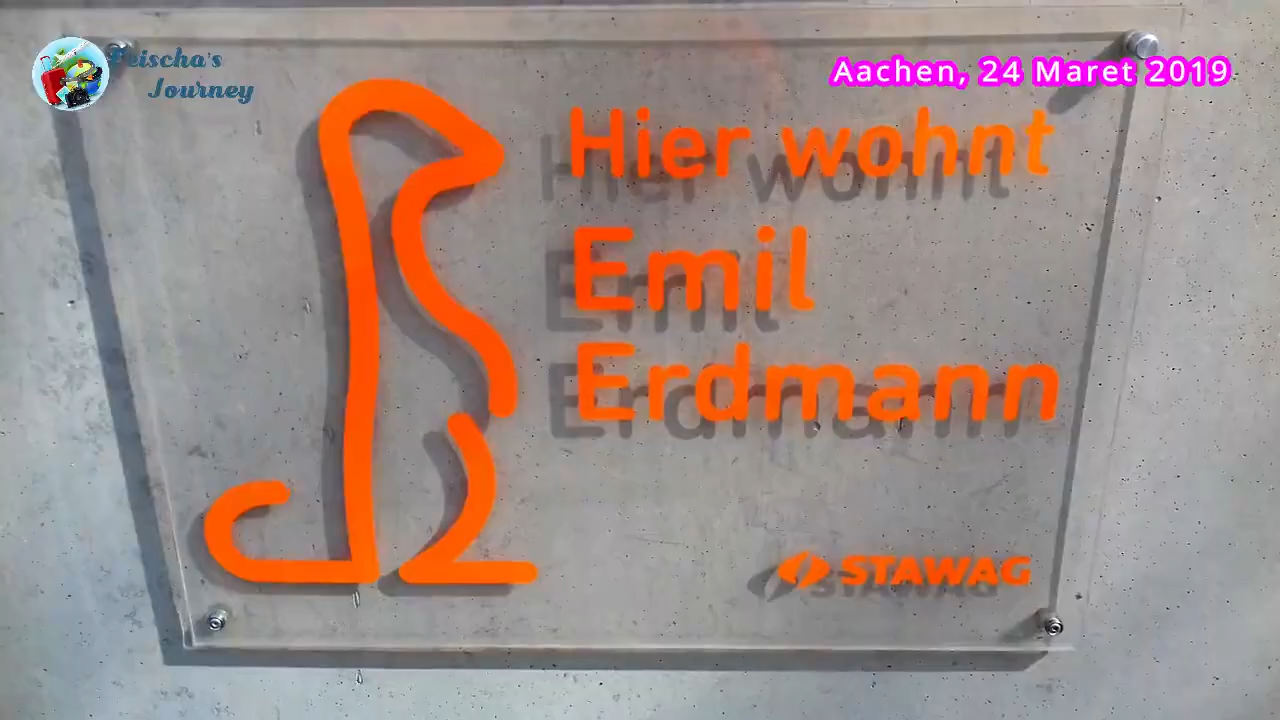 Feischa's
Journey
Aachen, 24 Maret 2019
Hier wohnt
Emil
Erdmann
STAWAG